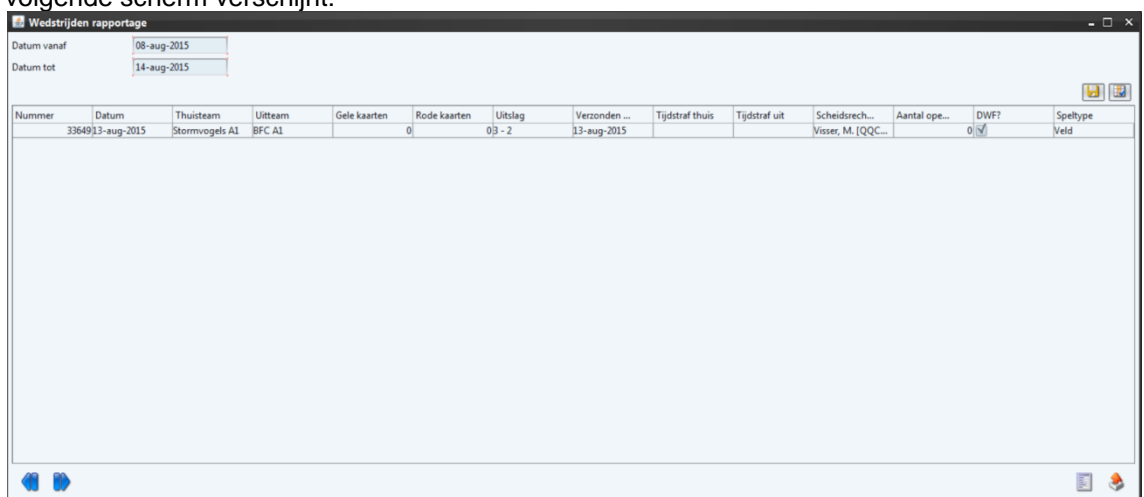 volgende scherm verschijnt:
Wedstrijden rapportage
Datum vanaf 08-aug-2015
Datum tot 14-aug-2015
Nummer Datum Thuisteam Uitteam Gele kaarten Rode kaarten Uitslag Verzonden ... Tijdstraf thuis Tijdstraf uit Scheidsrech... Aantal ope... DWF? Speltype
33649 13-aug-2015 Stormvogels A1 BFC A1 0 0 3 - 2 13-aug-2015 Visser, M. [QQC... 0 Veld